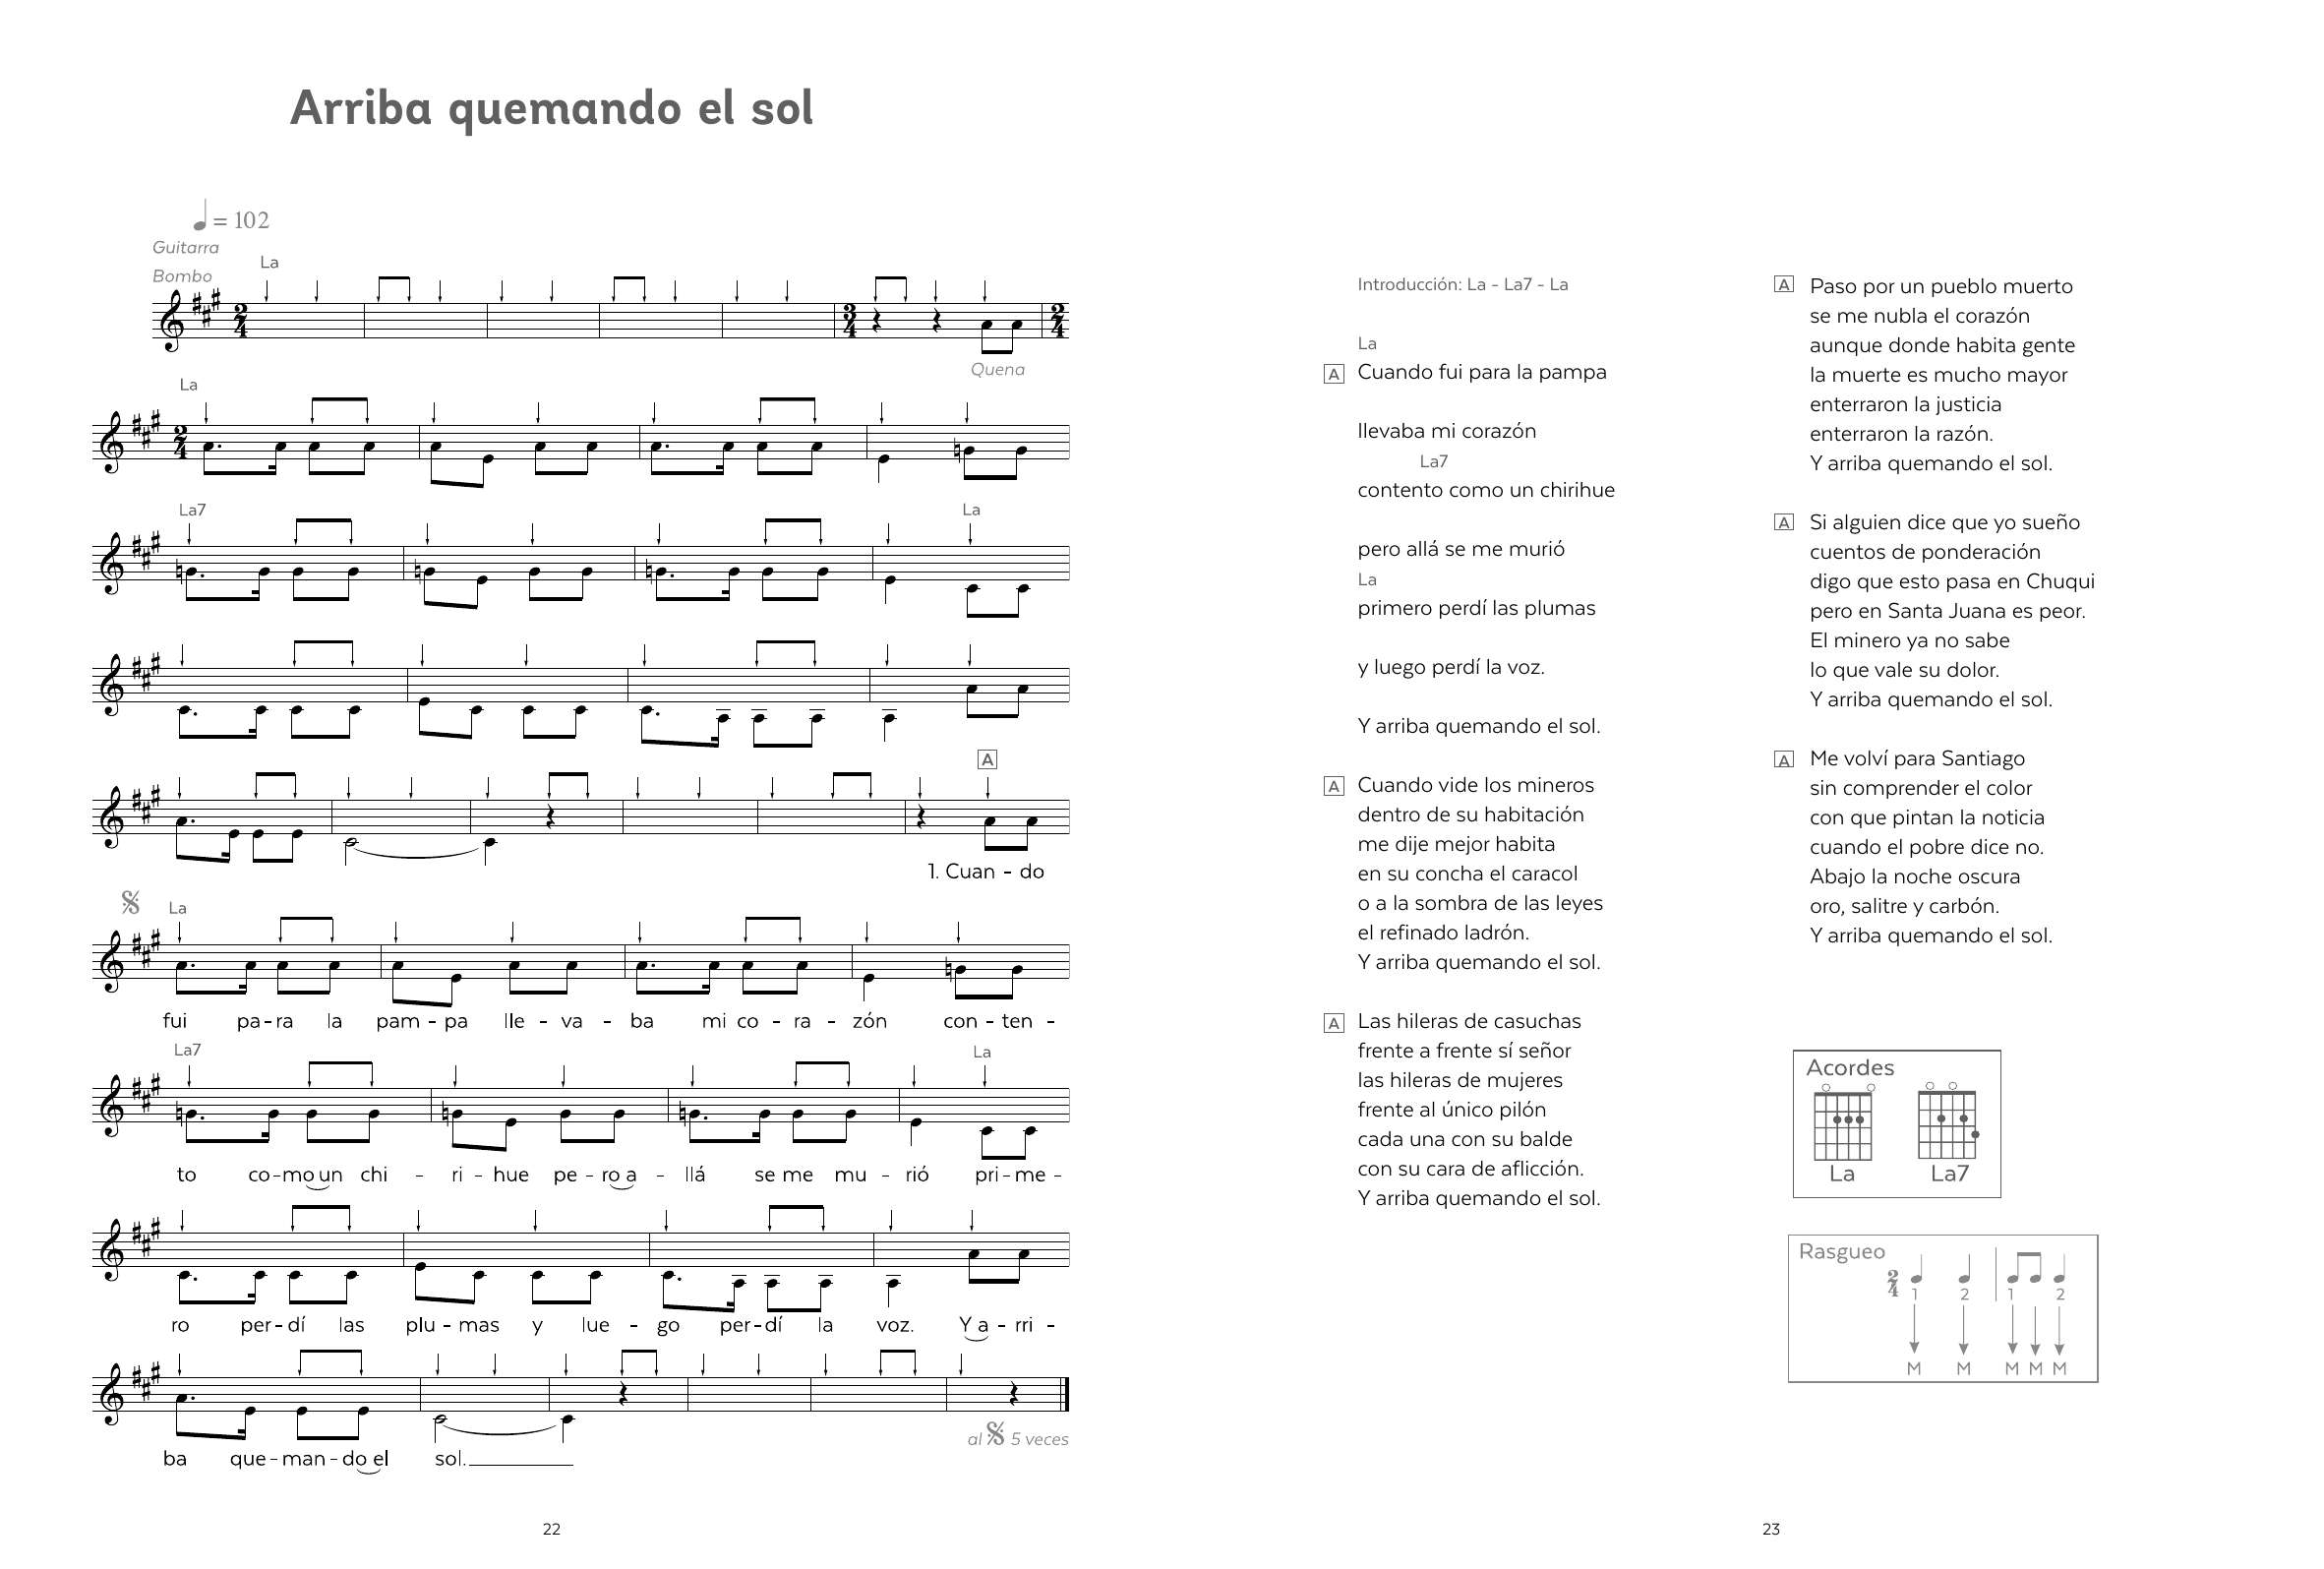 Arriba quemando el sol
= 102
Guitarra
Bombo
La
2/4
3/4
2/4
Quena
La
2/4
La7
La
A
1. Cuan - do
La
fui pa - ra la pam - pa lle - va - ba mi co - ra - zón con - ten -
La7
La
to co - mo un chi - ri - hue pe - ro a - llá se me mu - rió pri - me -
ro per - dí las plu - mas y lue - go per - dí la voz. Y a - rri -
ba que - man - do el sol.
al 5 veces
22
Introducción: La - La7 - La
La
A Cuando fui para la pampa
llevaba mi corazón
La7
contento como un chirihue
pero allá se me murió
La
primero perdí las plumas
y luego perdí la voz.
Y arriba quemando el sol.
A Cuando vide los mineros
dentro de su habitación
me dije mejor habita
en su concha el caracol
o a la sombra de las leyes
el refinado ladrón.
Y arriba quemando el sol.
A Las hileras de casuchas
frente a frente sí señor
las hileras de mujeres
frente al único pilón
cada una con su balde
con su cara de aflicción.
Y arriba quemando el sol.
A Paso por un pueblo muerto
se me nubla el corazón
aunque donde habita gente
la muerte es mucho mayor
enterraron la justicia
enterraron la razón.
Y arriba quemando el sol.
A Si alguien dice que yo sueño
cuentos de ponderación
digo que esto pasa en Chuqui
pero en Santa Juana es peor.
El minero ya no sabe
lo que vale su dolor.
Y arriba quemando el sol.
A Me volví para Santiago
sin comprender el color
con que pintan la noticia
cuando el pobre dice no.
Abajo la noche oscura
oro, salitre y carbón.
Y arriba quemando el sol.
Acordes
La La7
Rasgueo
2/4
1 2 1 2
M M M M M
23